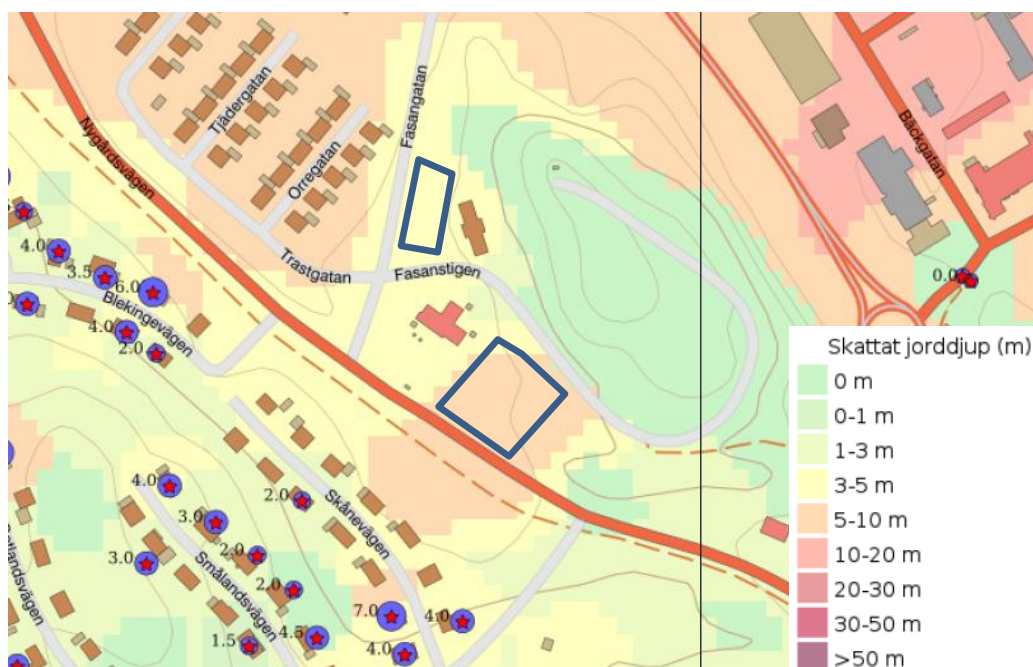 Tjädergatan
Orregatan
Fasangatan
Nygårdsvägen
Bäckgatan
Trastgatan
Fasanstigen
4.0
3.5
6.0
0.0
Blekingevägen
4.0
2.0
Skattat jorddjup (m)
0 m
0-1 m
1-3 m
3-5 m
5-10 m
10-20 m
20-30 m
30-50 m
>50 m
4.0
2.0
3.0
Skånevägen
2.0
3.0
Smålandsvägen
2.0
7.0
4.0
4.5
1.5
4.0